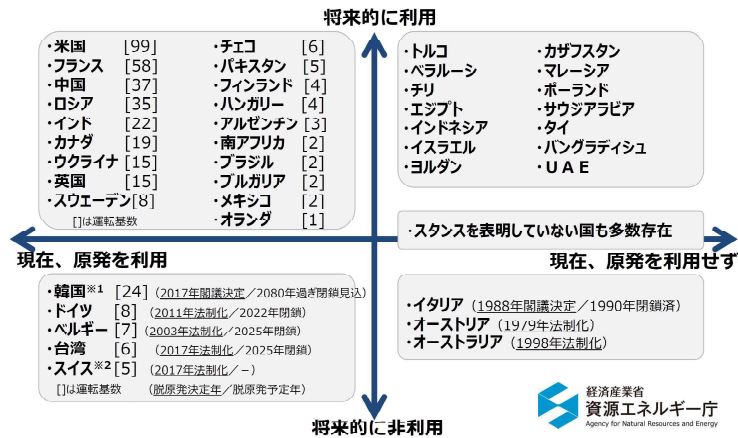 将来的に利用
・米国 [99]
・フランス [58]
・中国 [37]
・ロシア [35]
・インド [22]
・カナダ [19]
・ウクライナ [15]
・英国 [15]
・スウェーデン[8]
[]は運転基数
・チェコ [6]
・パキスタン [5]
・フィンランド [4]
・ハンガリー [4]
・アルゼンチン [3]
・南アフリカ [2]
・ブラジル [2]
・ブルガリア [2]
・メキシコ [2]
・オランダ [1]
・トルコ
・ベラルーシ
・チリ
・エジプト
・インドネシア
・イスラエル
・ヨルダン
・カザフスタン
・マレーシア
・ポーランド
・サウジアラビア
・タイ
・バングラディシュ
・ＵＡＥ
・スタンスを表明していない国も多数存在
現在、原発を利用
現在、原発を利用せず
・韓国※1 [24] （2017年閣議決定／2080年過ぎ閉鎖見込）
・ドイツ [8] （2011年法制化／2022年閉鎖）
・ベルギー [7] （2003年法制化／2025年閉鎖）
・台湾 [6] （2017年法制化／2025年閉鎖）
・スイス※2 [5] （2017年法制化／－）
[]は運転基数 （脱原発決定年／脱原発予定年）
・イタリア （1988年閣議決定／1990年閉鎖済）
・オーストリア （1979年法制化）
・オーストラリア （1998年法制化）
将来的に非利用
経済産業省
資源エネルギー庁
Agency for Natural Resources and Energy